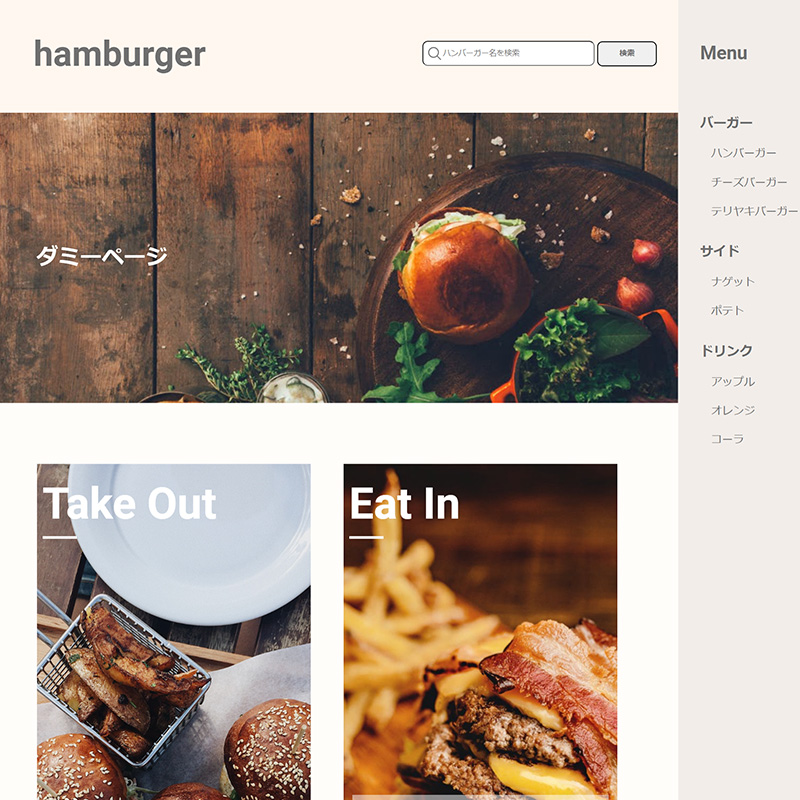 hamburger
ハンバーガー名を検索
検索
Menu
バーガー
ハンバーガー
チーズバーガー
テリヤキバーガー
サイド
ナゲット
ポテト
ドリンク
アップル
オレンジ
コーラ
ダミーページ
Take Out
Eat In